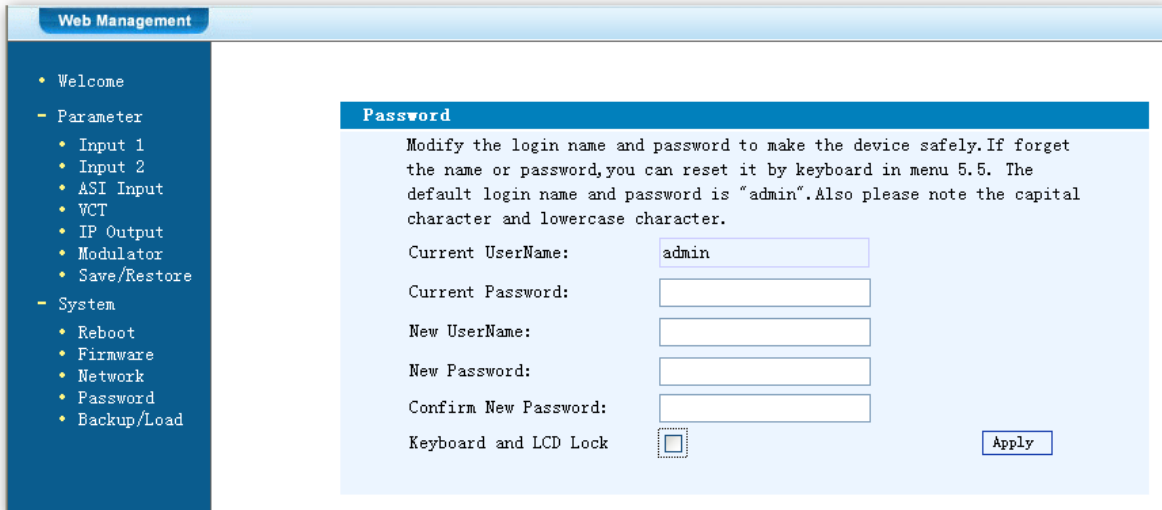 Web Management
Welcome
Parameter
Input 1
Input 2
ASI Input
VCT
IP Output
Modulator
Save/Restore
System
Reboot
Firmware
Network
Password
Backup/Load
Password
Modify the login name and password to make the device safely.If forget
the name or password,you can reset it by keyboard in menu 5.5. The
default login name and password is "admin".Also please note the capital
character and lowercase character.
Current UserName: admin
Current Password:
New UserName:
New Password:
Confirm New Password:
Keyboard and LCD Lock
Apply